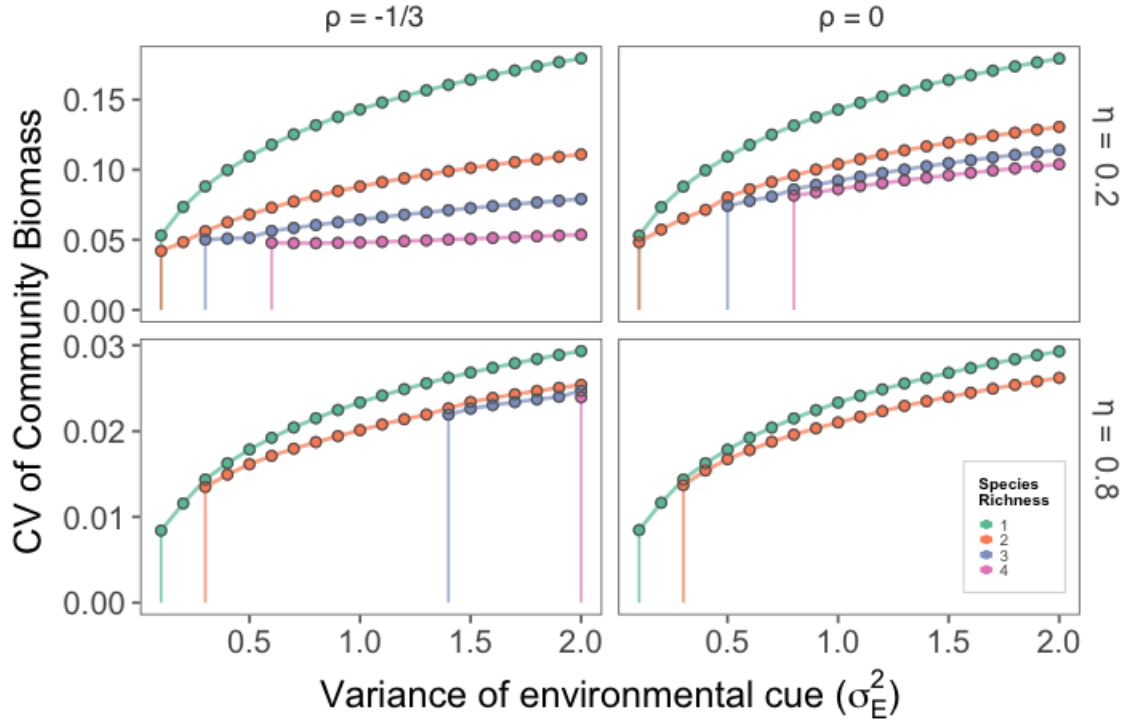 ρ = -1/3
ρ = 0
CV of Community Biomass
0.15
0.10
0.05
0.00
η = 0.2
0.03
0.02
0.01
0.00
η = 0.8
Species
Richness
1
2
3
4
0.5 1.0 1.5 2.0
0.5 1.0 1.5 2.0
Variance of environmental cue (σ²E)